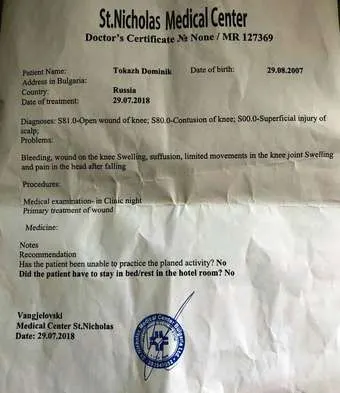 St.Nicholas Medical Center
Doctor's Certificate № None / MR 127369
Patient Name: Tokazh Dominik Date of birth: 29.08.2007
Address in Bulgaria:
Country: Russia
Date of treatment: 29.07.2018
Diagnoses: S81.0-Open wound of knee; S80.0-Contusion of knee; S00.0-Superficial injury of
scalp;
Problems:
Bleeding, wound on the knee Swelling, suffusion, limited movements in the knee joint Swelling
and pain in the head after falling
Procedures:
Medical examination- in Clinic night
Primary treatment of wound
Medicine:
Notes
Recommendation
Has the patient been unable to practice the planed activity? No
Did the patient have to stay in bed/rest in the hotel room? No
Vangjelovski
Medical Center St.Nicholas
Date: 29.07.2018